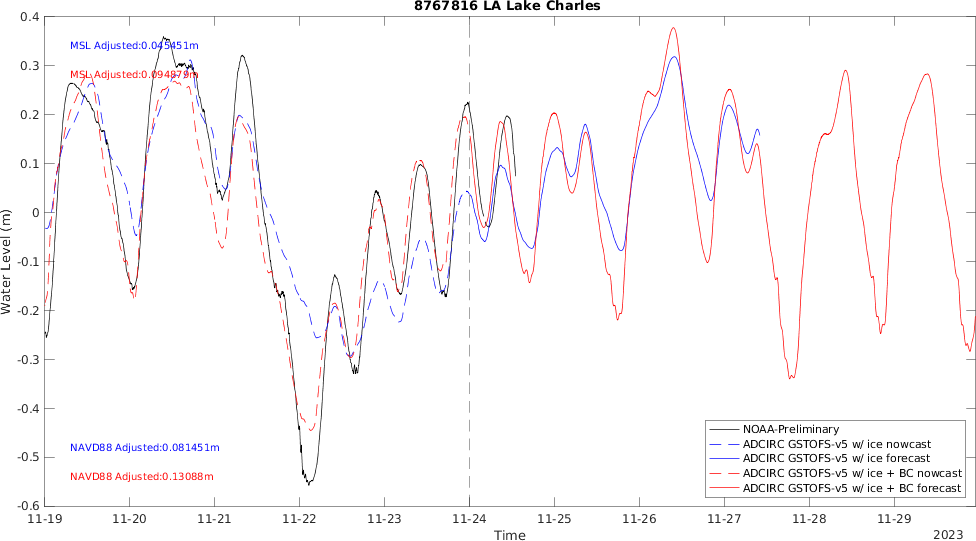 8767816 LA Lake Charles
0.4
0.3
0.2
0.1
0
-0.1
-0.2
-0.3
-0.4
-0.5
-0.6
Water Level (m)
MSL Adjusted:0.045451m
MSL Adjusted:0.094879m
NAVD88 Adjusted:0.081451m
NAVD88 Adjusted:0.13088m
NOAA-Preliminary
ADCIRC GSTOFS-v5 w/ ice nowcast
ADCIRC GSTOFS-v5 w/ ice forecast
ADCIRC GSTOFS-v5 w/ ice + BC nowcast
ADCIRC GSTOFS-v5 w/ ice + BC forecast
11-19 11-20 11-21 11-22 11-23 11-24 11-25 11-26 11-27 11-28 11-29
Time
2023